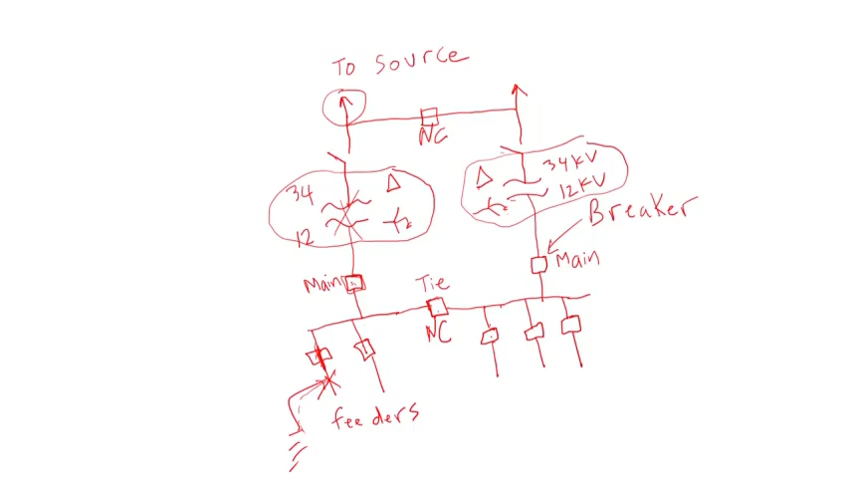 To Source
NC
34
12
34KV
12KV
Breaker
Main
Main
Tie
NC
feeders